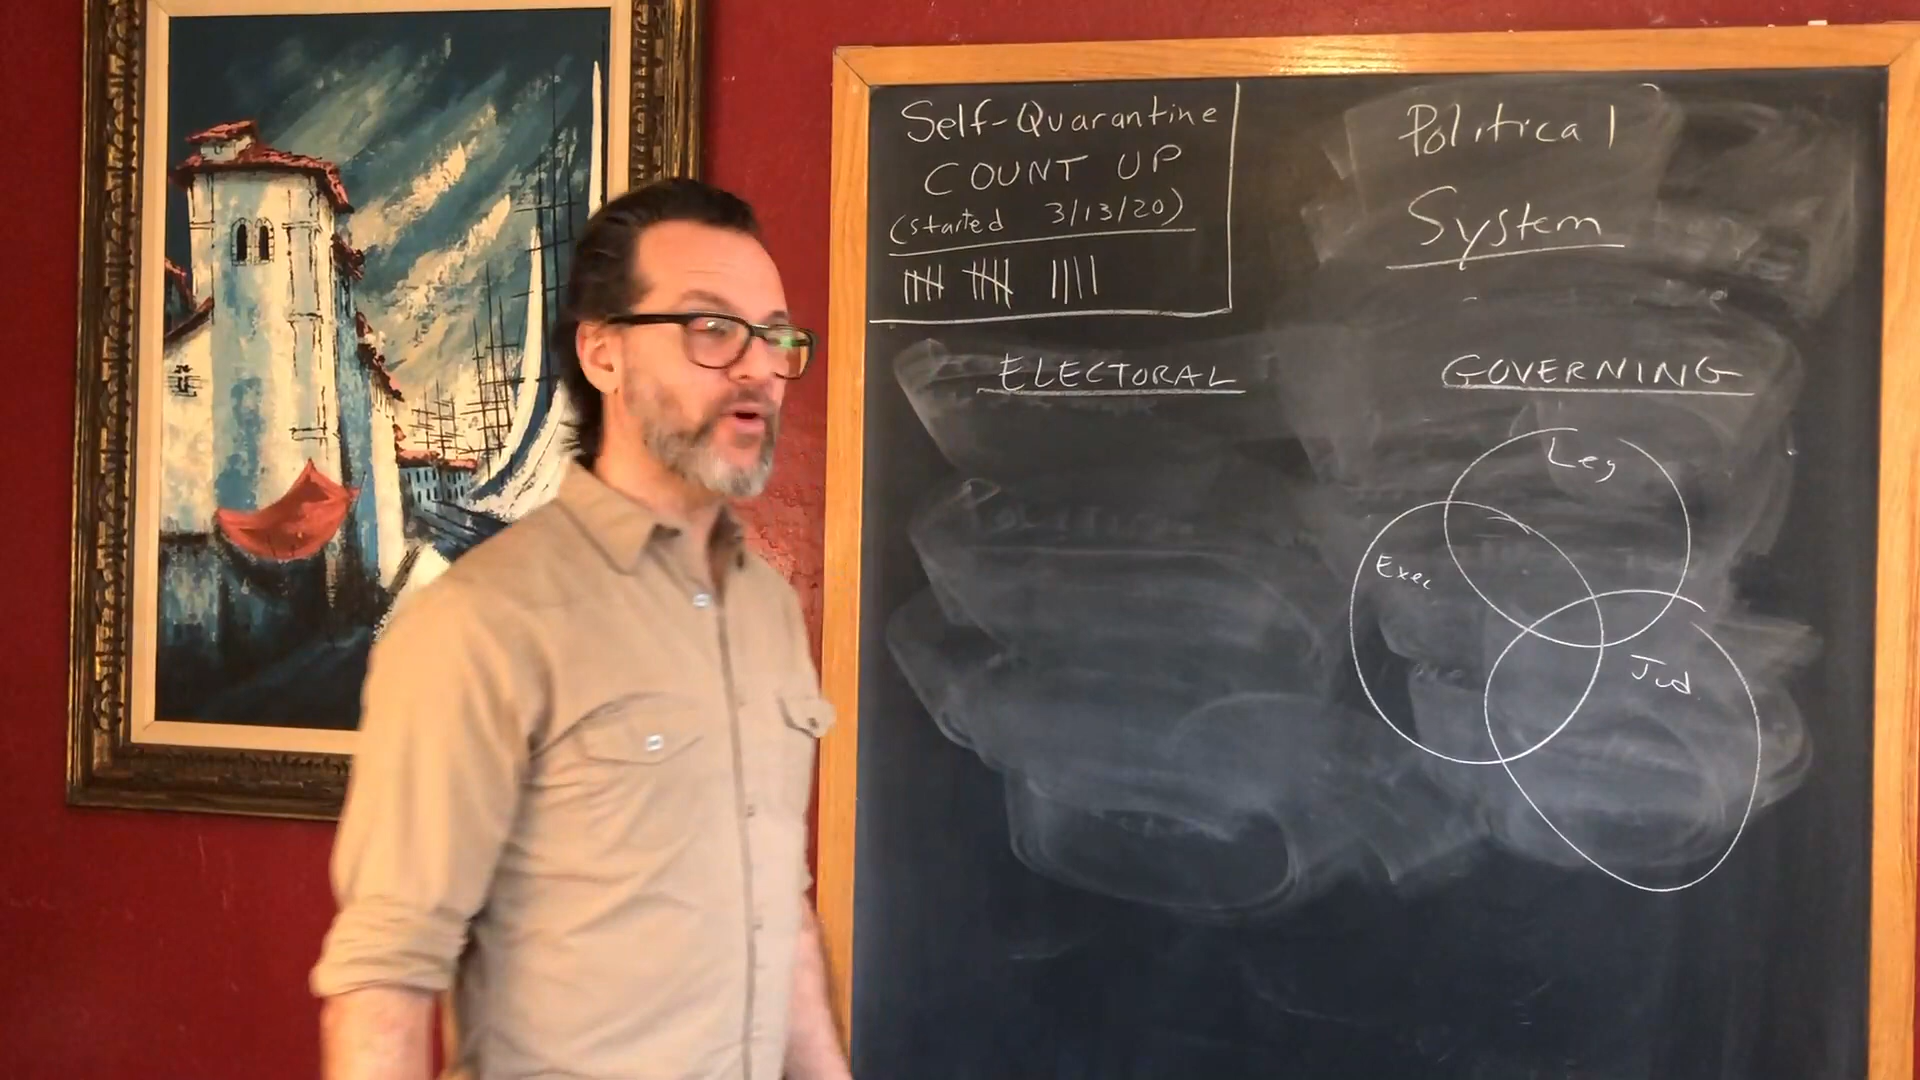 Self-Quarantine
COUNT UP
(started 3/13/20)
Political
System
ELECTORAL
GOVERNING
Leg
Exec
Jud